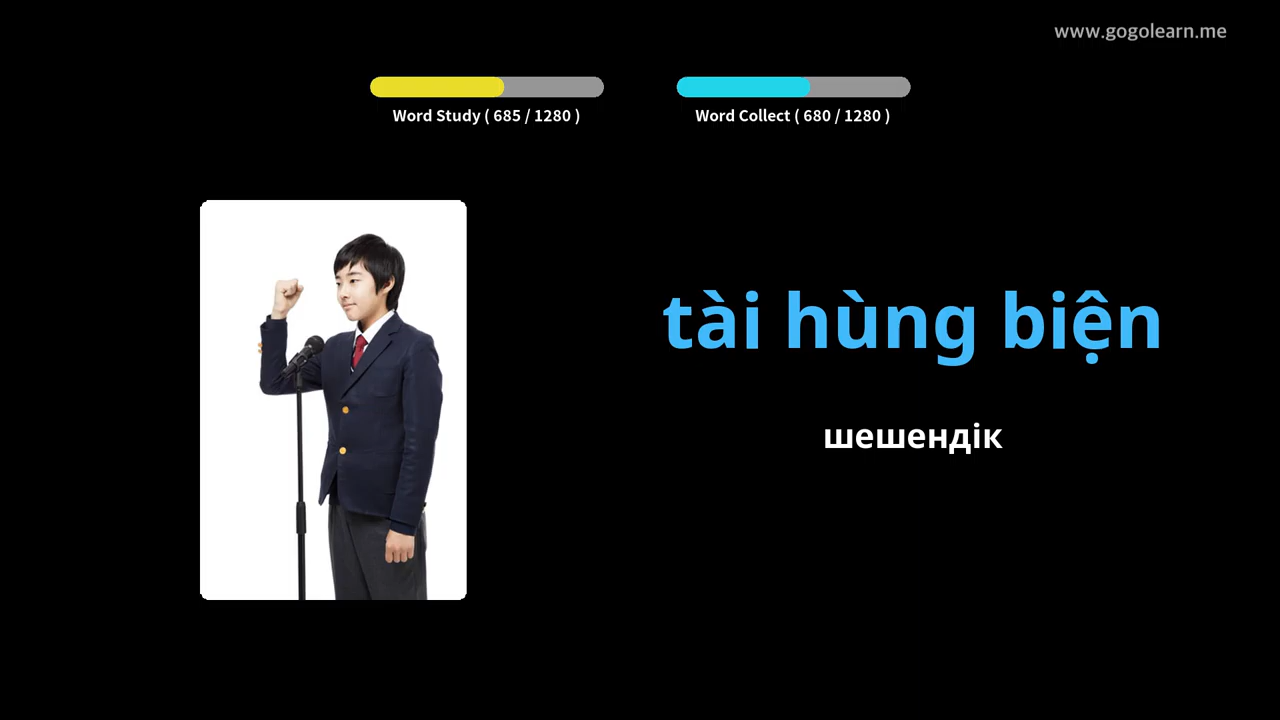 www.gogolearn.me
Word Study ( 685 / 1280 )
Word Collect ( 680 / 1280 )
tài hùng biện
шешендік